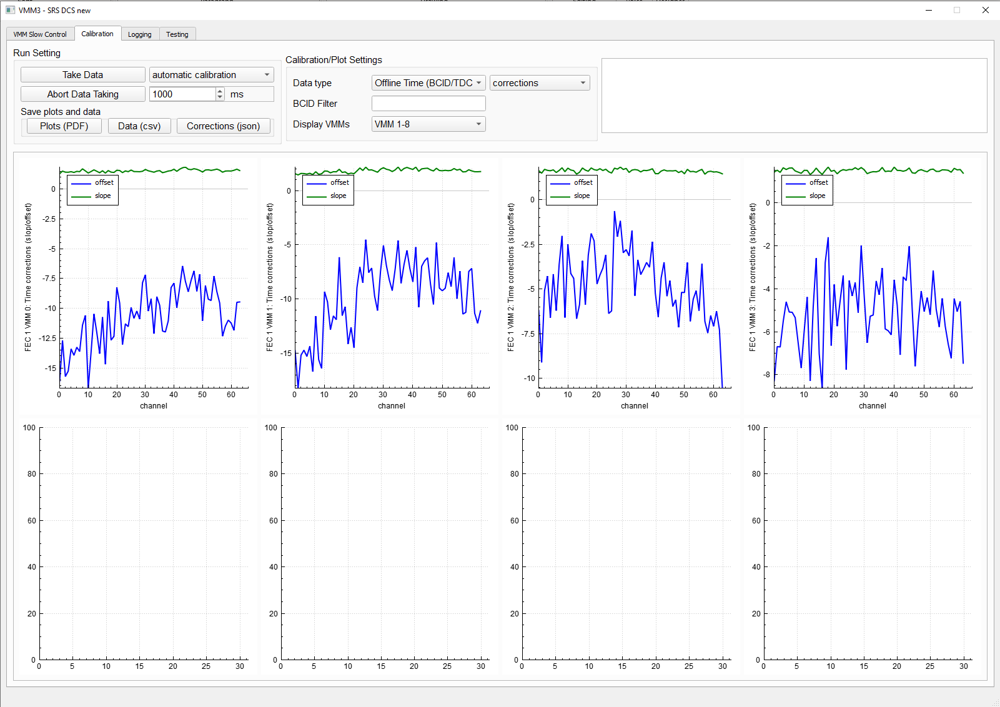 VMM3 - SRS DCS new
VMM Slow Control
Calibration
Logging
Testing
Run Setting
Take Data
automatic calibration
Abort Data Taking
1000
ms
Save plots and data
Plots (PDF)
Data (csv)
Corrections (json)
Calibration/Plot Settings
Data type
Offline Time (BCID/TDC
corrections
BCID Filter
Display VMMs
VMM 1-8
FEC 1 VMM 0: Time corrections (slop/offset)
offset
slope
0
-2.5
-5
-7.5
-10
-12.5
-15
0 10 20 30 40 50 60
channel
FEC 1 VMM 1: Time corrections (slop/offset)
offset
slope
0
-5
-10
-15
0 10 20 30 40 50 60
channel
FEC 1 VMM 2: Time corrections (slop/offset)
offset
slope
0
-2.5
-5
-7.5
-10
0 10 20 30 40 50 60
channel
FEC 1 VMM 3: Time corrections (slop/offset)
offset
slope
0
-2
-4
-6
-8
0 10 20 30 40 50 60
channel
100
80
60
40
20
0
0 5 10 15 20 25 30
100
80
60
40
20
0
0 5 10 15 20 25 30
100
80
60
40
20
0
0 5 10 15 20 25 30
100
80
60
40
20
0
0 5 10 15 20 25 30